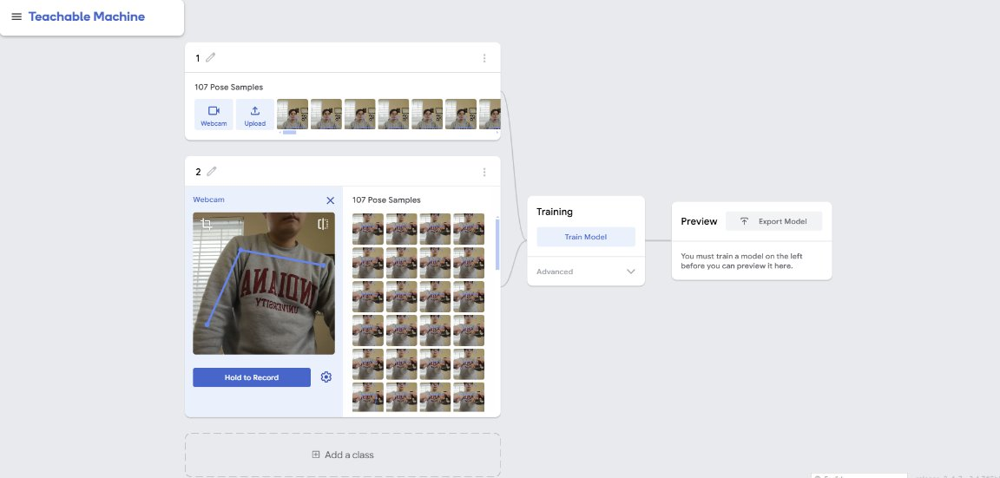 Teachable Machine
1
107 Pose Samples
Webcam
Upload
2
Webcam
107 Pose Samples
INDIANA
UNIVERSITY
Hold to Record
Training
Train Model
Advanced
Preview
Export Model
You must train a model on the left
before you can preview it here.
Add a class